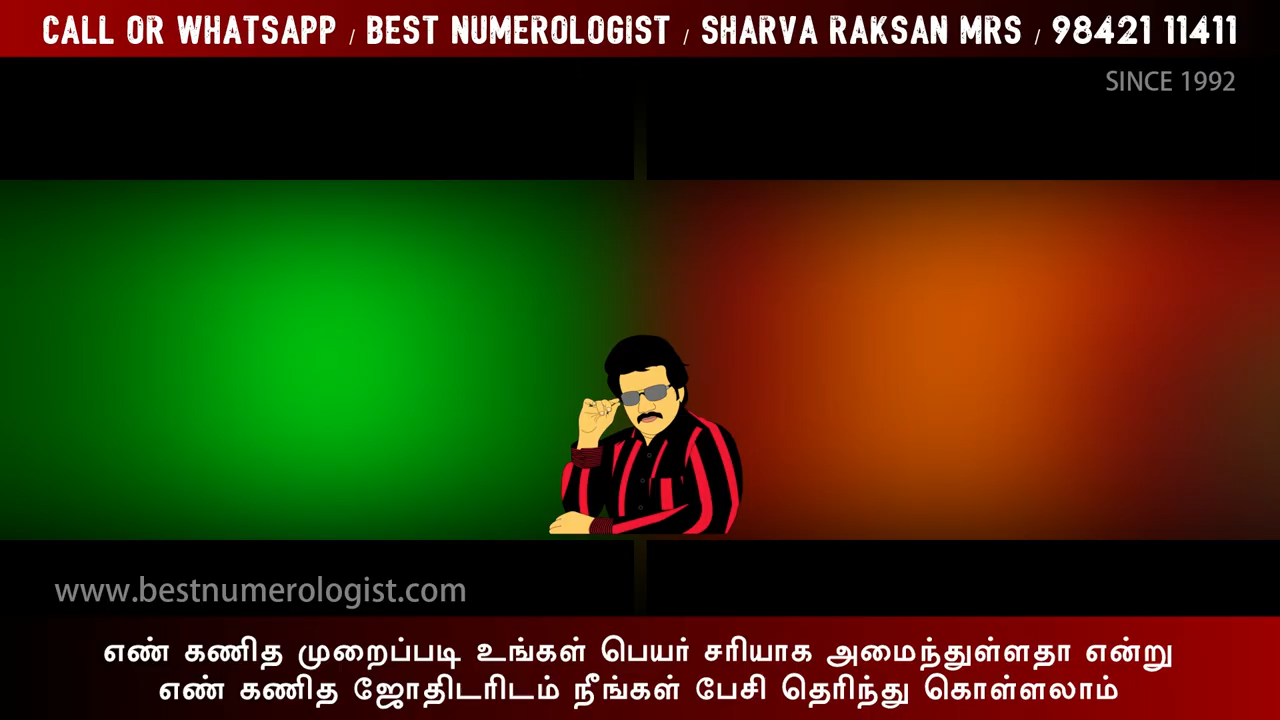 CALL OR WHATSAPP / BEST NUMEROLOGIST / SHARVA RAKSAN MRS / 98421 11411
SINCE 1992
www.bestnumerologist.com
எண் கணித முறைப்படி உங்கள் பெயர் சரியாக அமைந்துள்ளதா என்று
எண் கணித ஜோதிடரிடம் நீங்கள் பேசி தெரிந்து கொள்ளலாம்